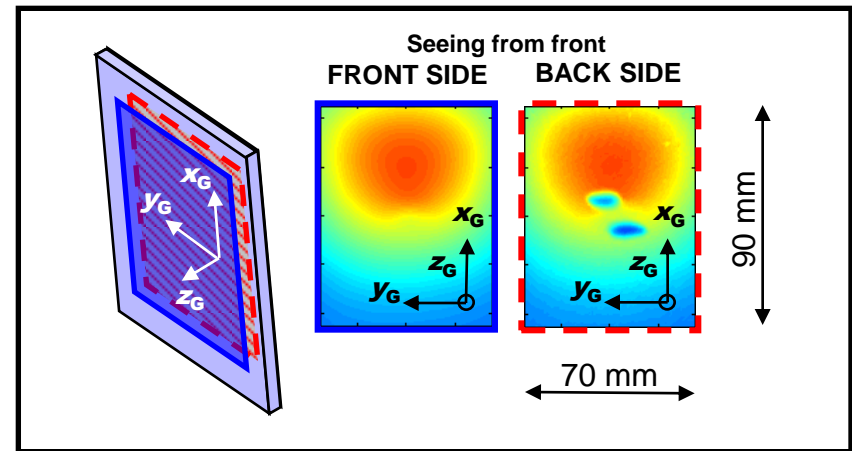 Seeing from front
FRONT SIDE BACK SIDE
xG
yG
zG
xG
zG
yG
xG
zG
yG
90 mm
70 mm